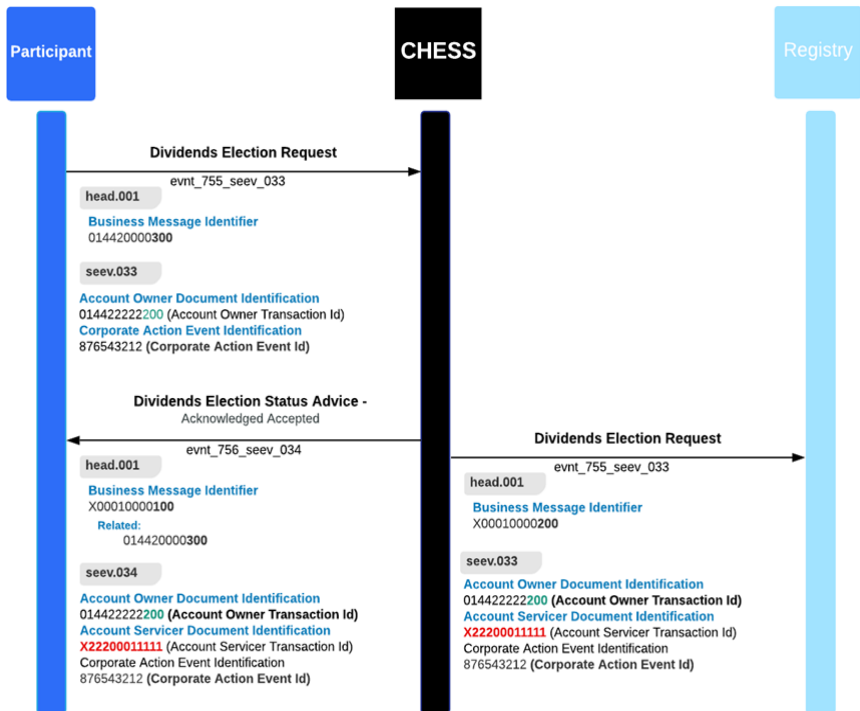 Participant
CHESS
Registry
Dividends Election Request
evnt_755_seev_033
head.001
Business Message Identifier
014420000300
seev.033
Account Owner Document Identification
014422222200 (Account Owner Transaction Id)
Corporate Action Event Identification
876543212 (Corporate Action Event Id)
Dividends Election Status Advice -
Acknowledged Accepted
evnt_756_seev_034
head.001
Business Message Identifier
X00010000100
Related:
014420000300
seev.034
Account Owner Document Identification
014422222200 (Account Owner Transaction Id)
Account Servicer Document Identification
X22200011111 (Account Servicer Transaction Id)
Corporate Action Event Identification
876543212 (Corporate Action Event Id)
Dividends Election Request
evnt_755_seev_033
head.001
Business Message Identifier
X00010000200
seev.033
Account Owner Document Identification
014422222200 (Account Owner Transaction Id)
Account Servicer Document Identification
X22200011111 (Account Servicer Transaction Id)
Corporate Action Event Identification
876543212 (Corporate Action Event Id)